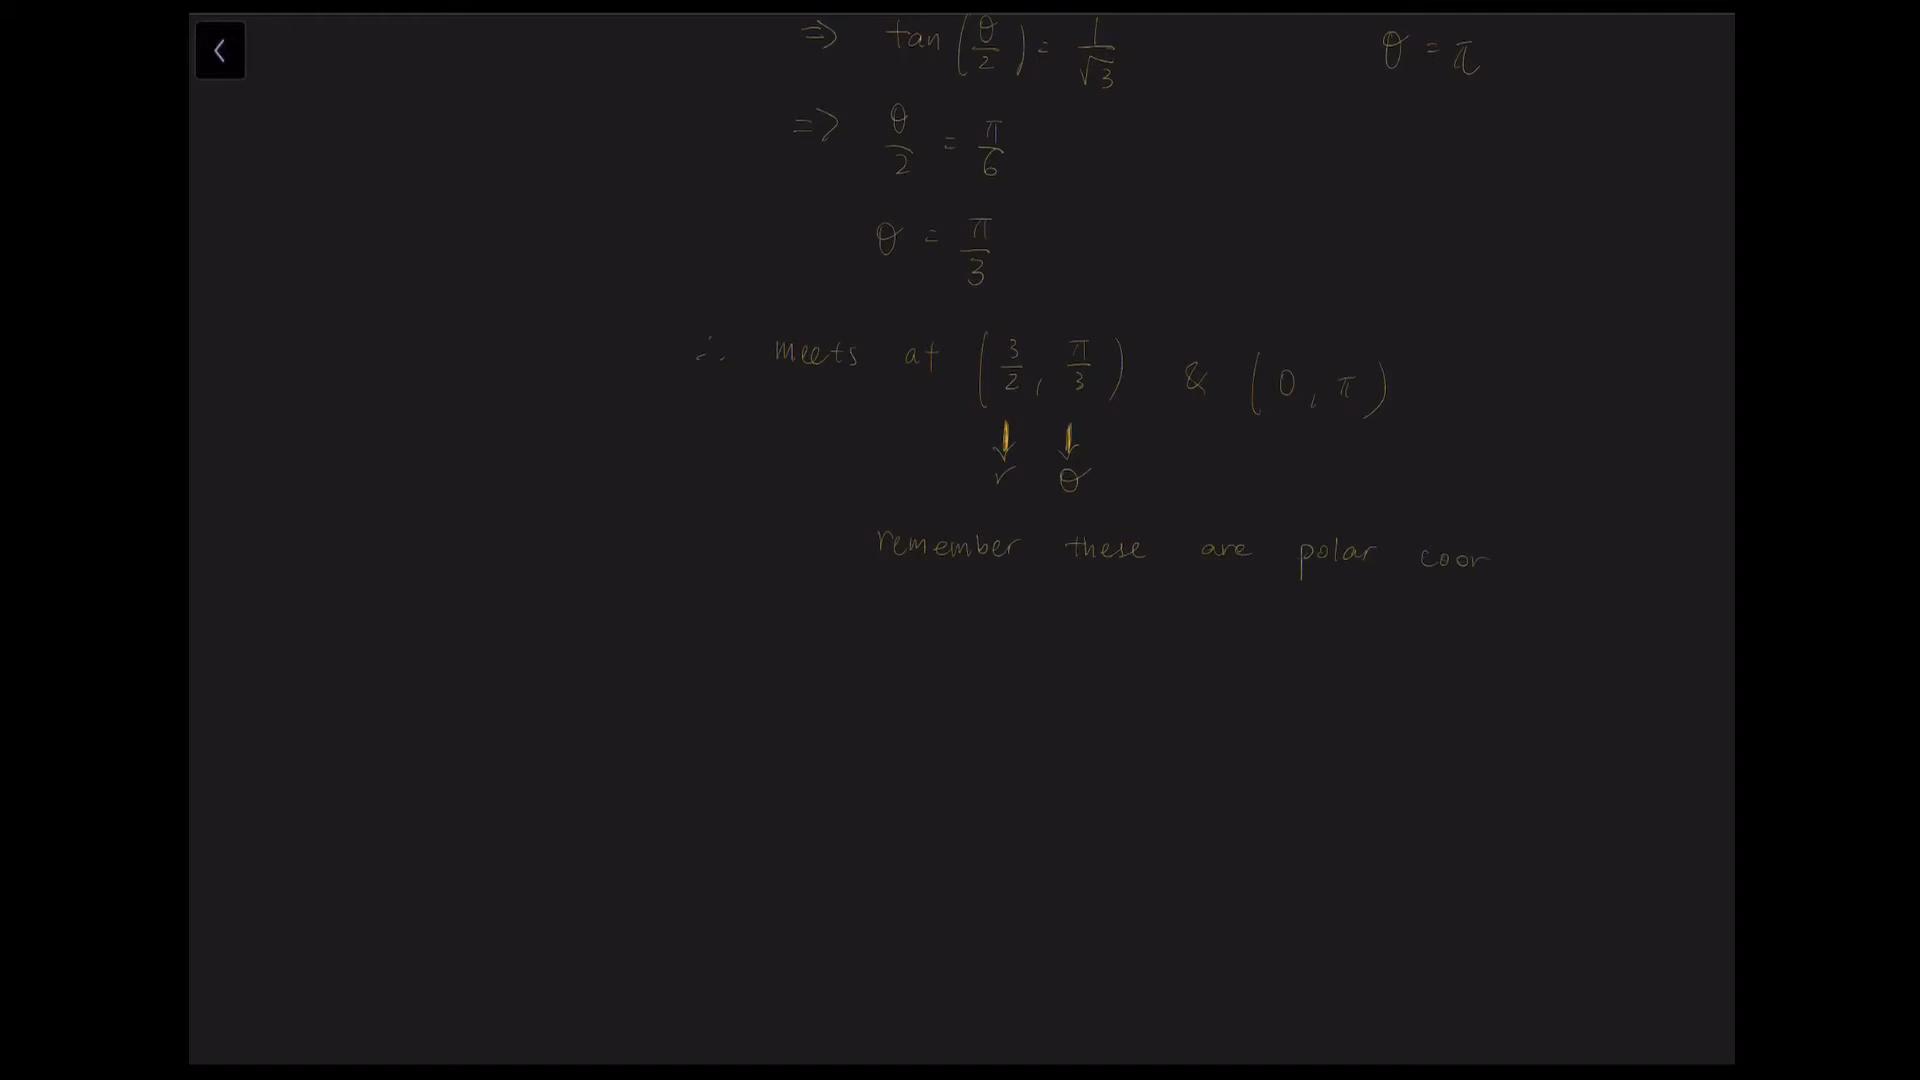 ⇒ tan(θ/2) = 1/√3 θ = π
⇒ θ/2 = π/6
θ = π/3
∴ meets at (3/2, π/3) & (0, π)
↓ ↓
r θ
remember these are polar coor